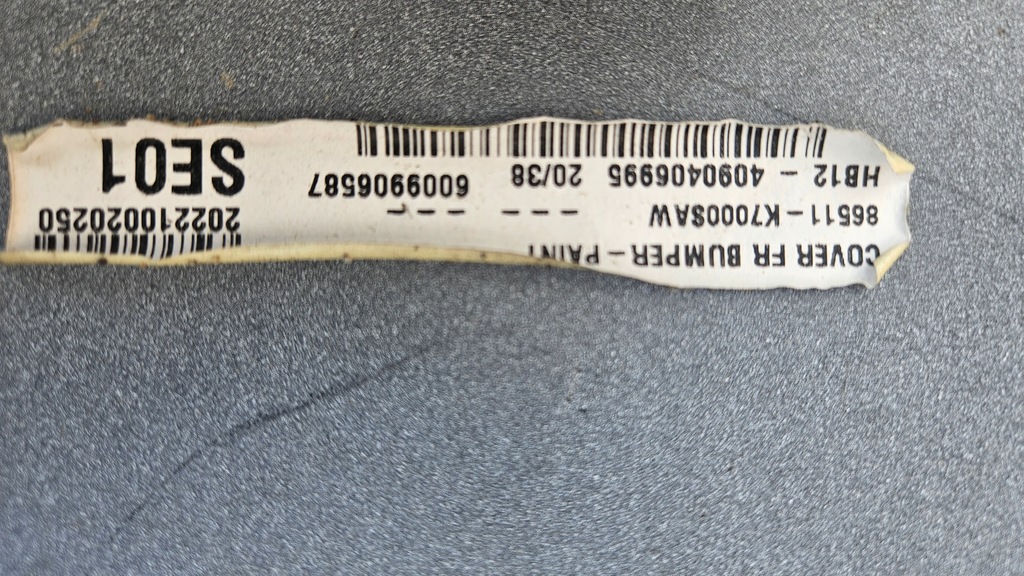 COVER FR BUMPER-PAINT
86511-K7000SAW --- ---
HB12 - 4090406995 20/38 6009906587
202210020250
SE01